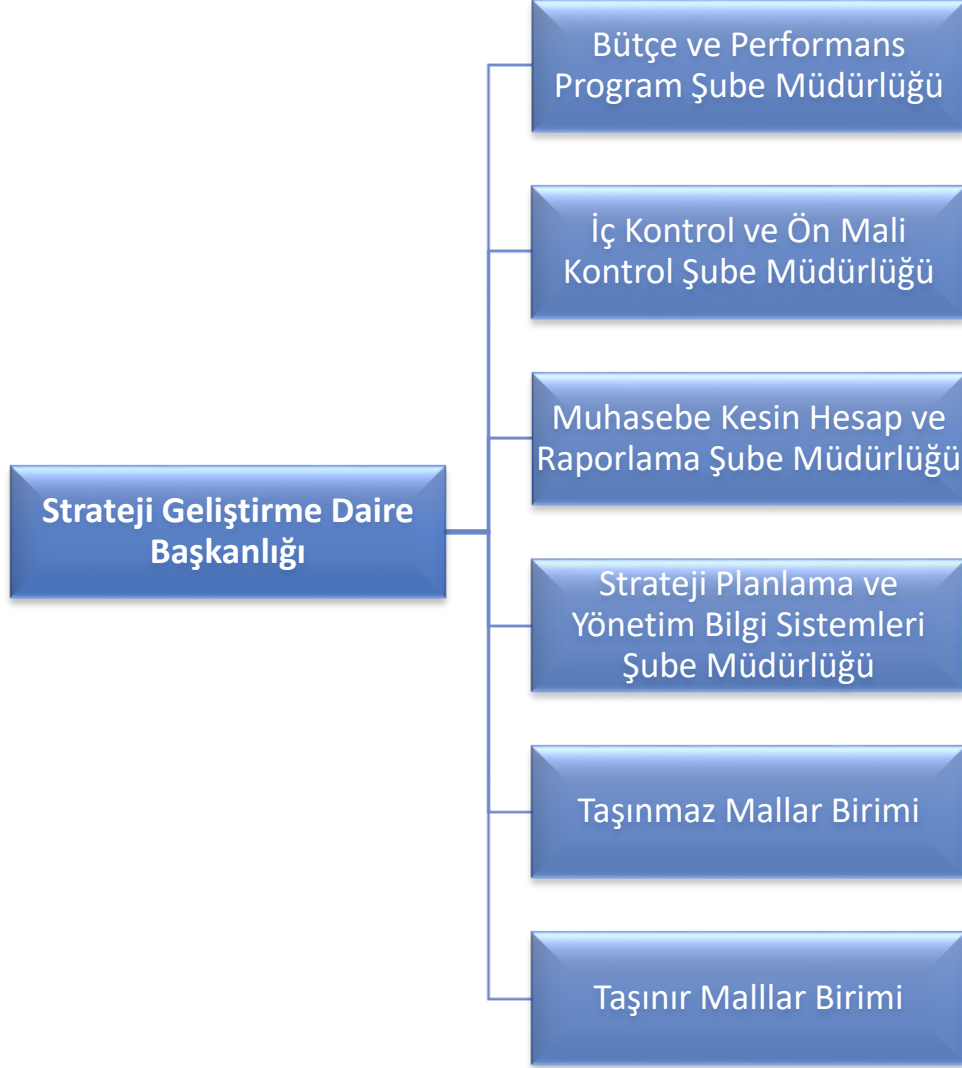 Bütçe ve Performans
Program Şube Müdürlüğü
İç Kontrol ve Ön Mali
Kontrol Şube Müdürlüğü
Muhasebe Kesin Hesap ve
Raporlama Şube Müdürlüğü
Strateji Geliştirme Daire
Başkanlığı
Strateji Planlama ve
Yönetim Bilgi Sistemleri
Şube Müdürlüğü
Taşınmaz Mallar Birimi
Taşınır Malllar Birimi